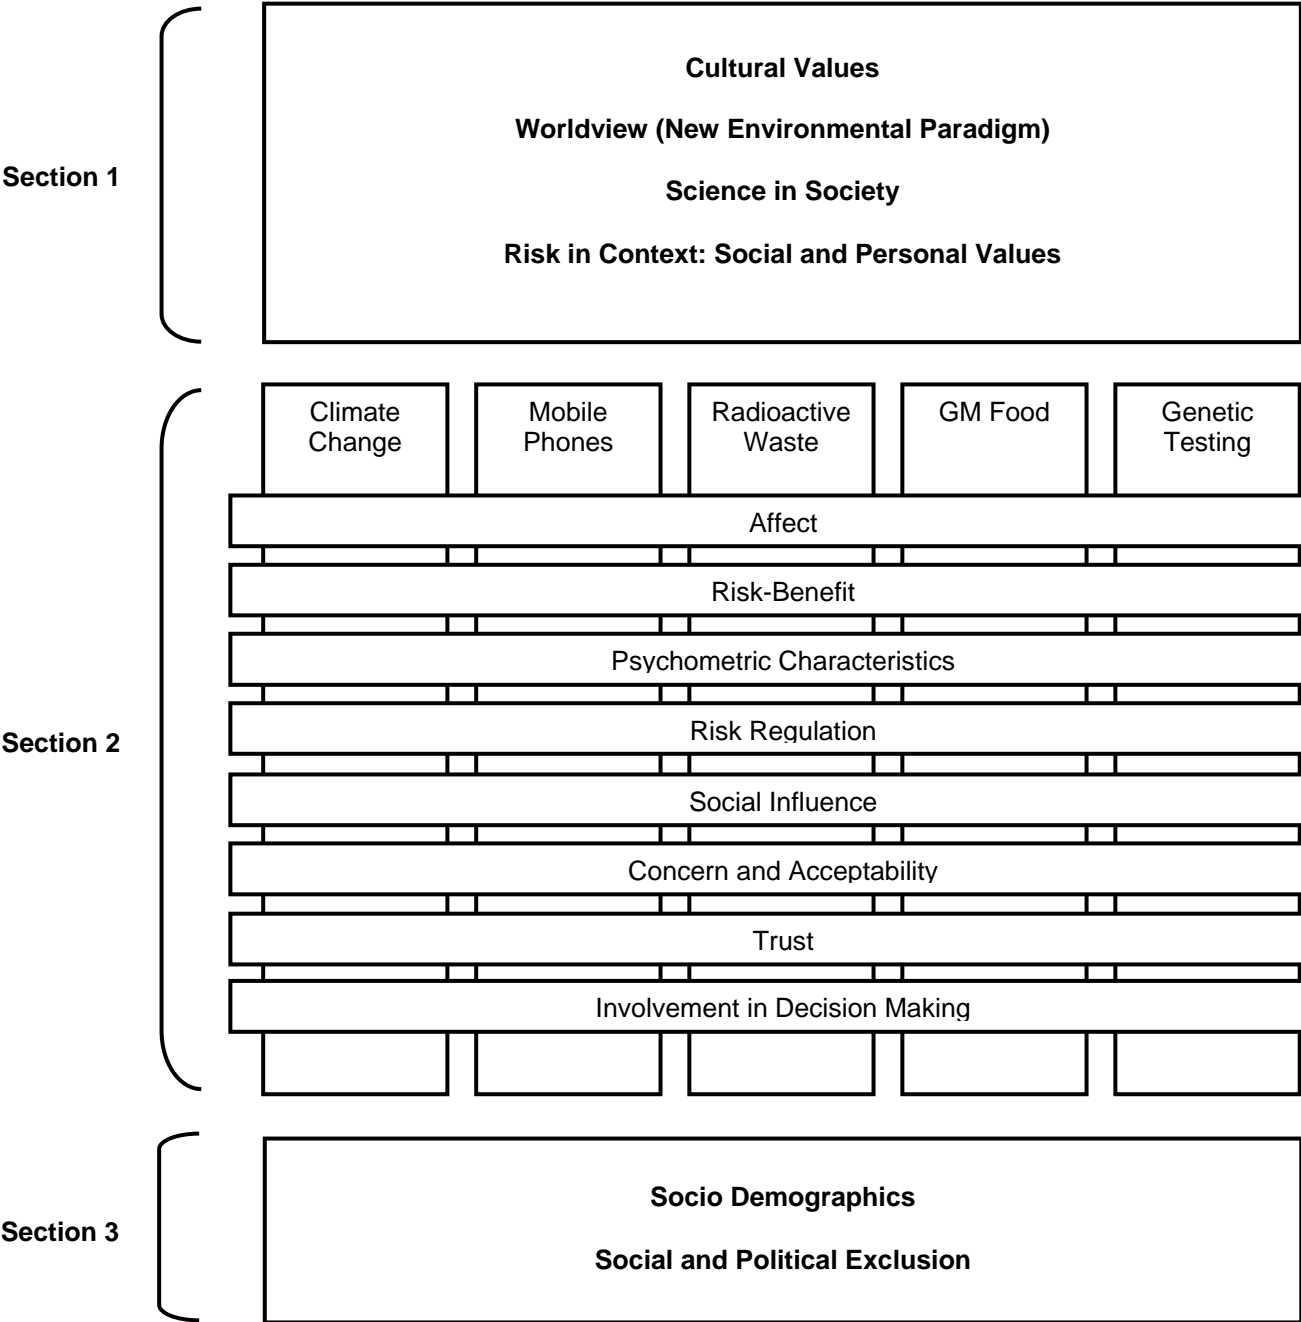 Section 1
Cultural Values
Worldview (New Environmental Paradigm)
Science in Society
Risk in Context: Social and Personal Values
Section 2
Climate
Change
Mobile
Phones
Radioactive
Waste
GM Food
Genetic
Testing
Affect
Risk-Benefit
Psychometric Characteristics
Risk Regulation
Social Influence
Concern and Acceptability
Trust
Involvement in Decision Making
Section 3
Socio Demographics
Social and Political Exclusion